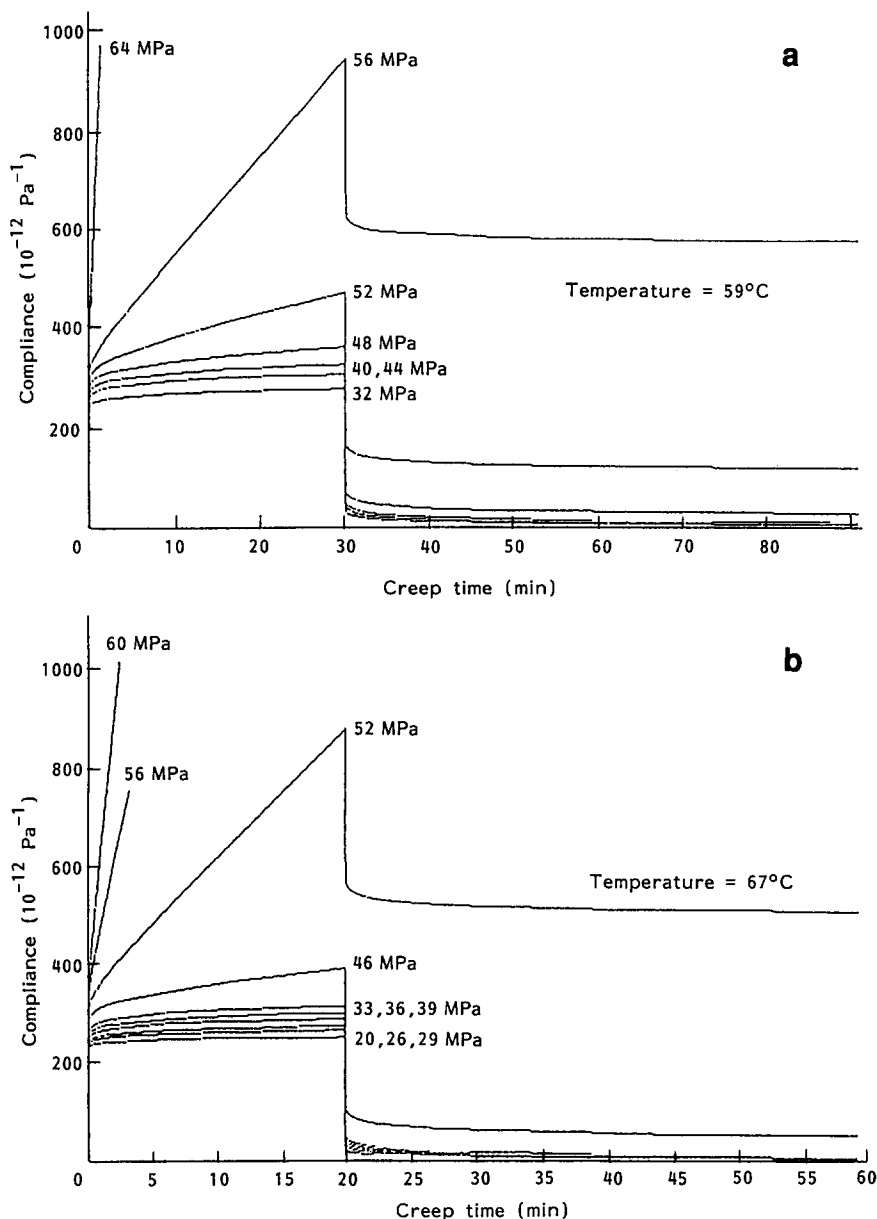 a
1000
800
600
400
200
0
Compliance (10⁻¹² Pa⁻¹)
64 MPa
56 MPa
52 MPa
48 MPa
40,44 MPa
32 MPa
Temperature = 59°C
10 20 30 40 50 60 70 80
Creep time (min)
b
1000
800
600
400
200
0
Compliance (10⁻¹² Pa⁻¹)
60 MPa
56 MPa
52 MPa
46 MPa
33,36,39 MPa
20,26,29 MPa
Temperature = 67°C
5 10 15 20 25 30 35 40 45 50 55 60
Creep time (min)